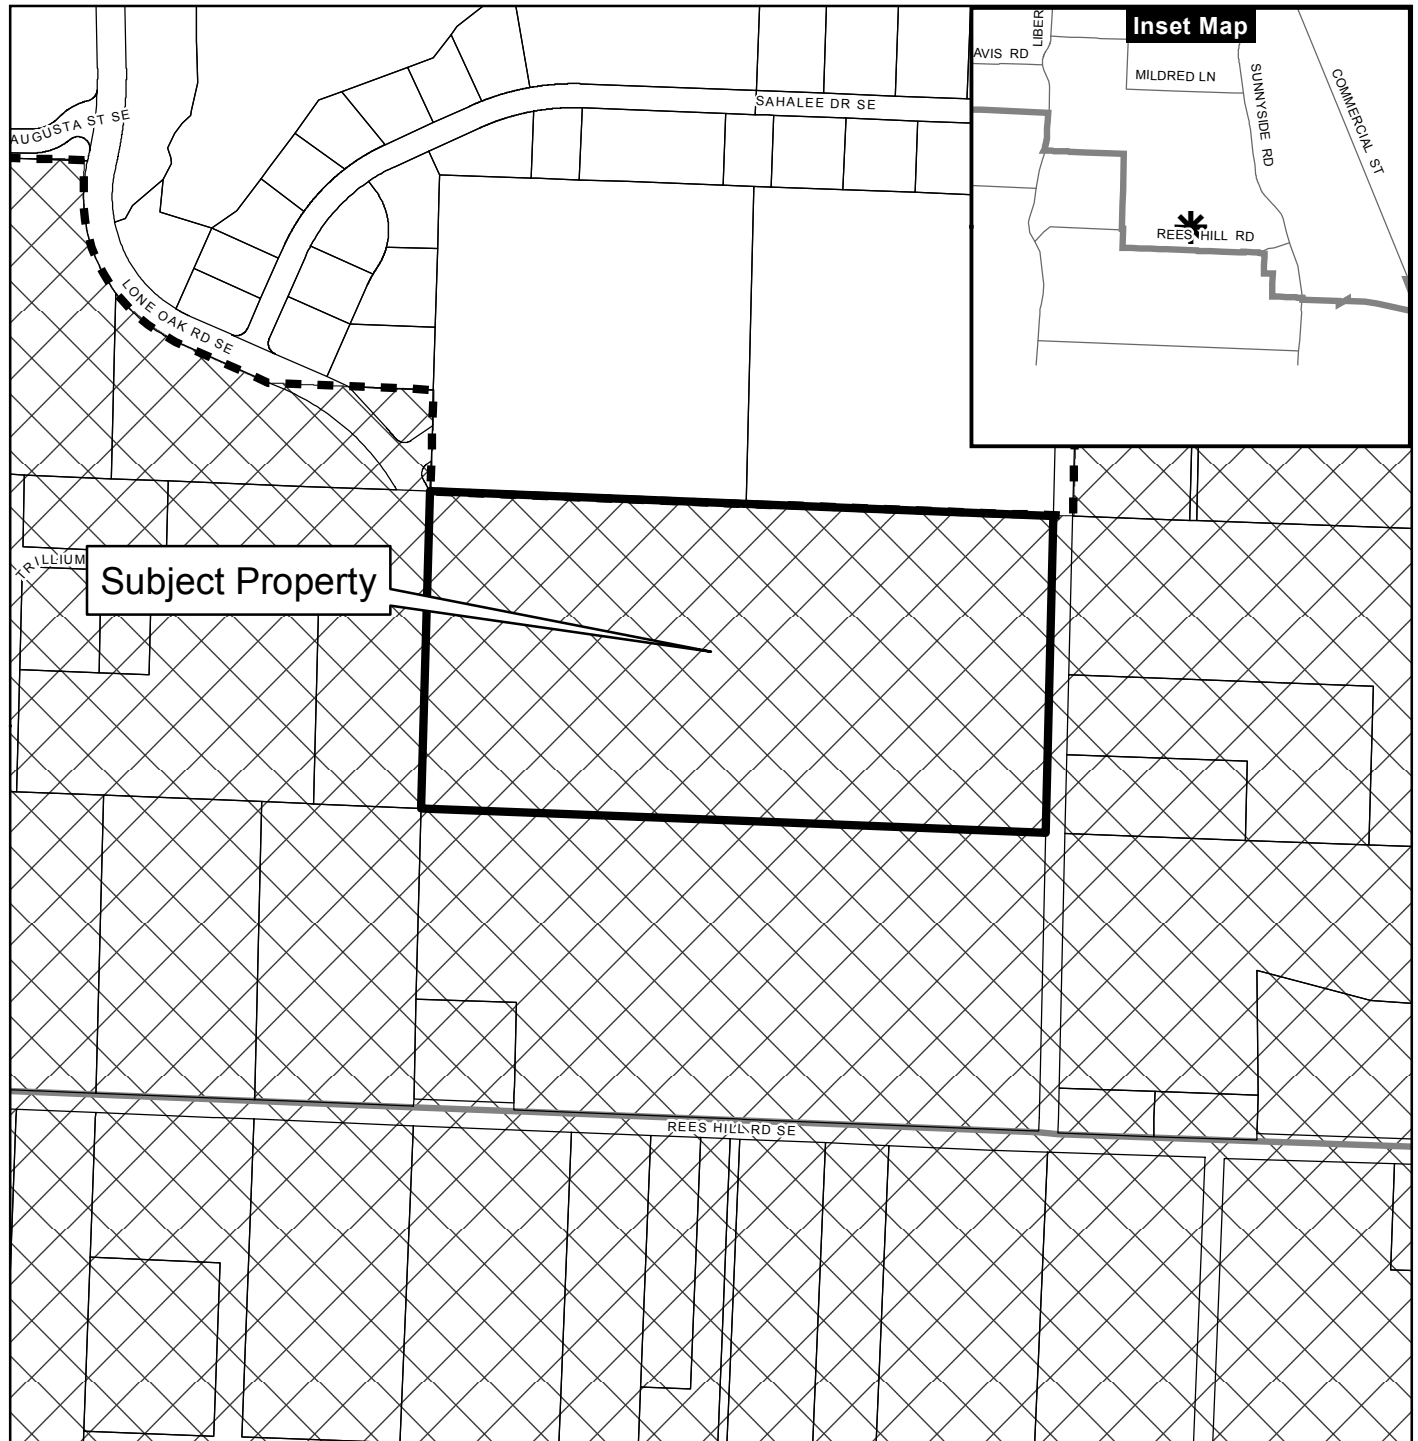 Inset Map
LIBER
AVIS RD
MILDRED LN
SUNNYSIDE RD
COMMERCIAL ST
REES HILL RD
SAHALEE DR SE
AUGUSTA ST SE
LONE OAK RD SE
TRILLIUM
Subject Property
REES HILL RD SE